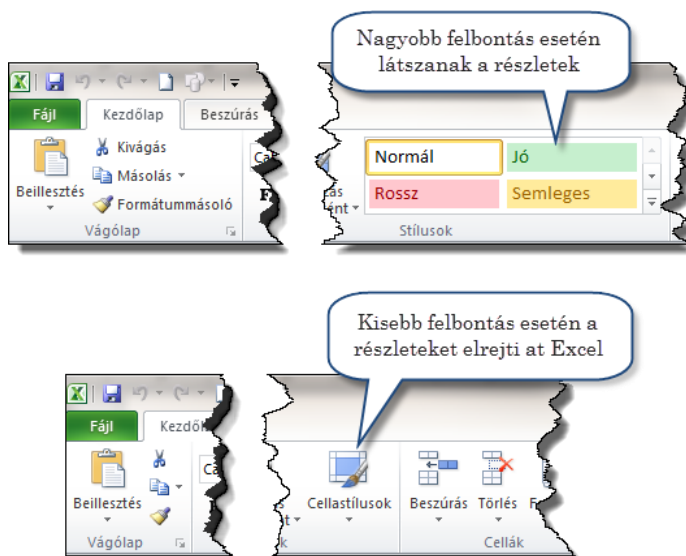 Nagyobb felbontás esetén
látszanak a részletek
Fájl Kezdőlap Beszúrás
Kivágás
Másolás
Beillesztés
Formátummásoló
Vágólap
Normál Jó
Rossz Semleges
Stílusok
Kisebb felbontás esetén a
részleteket elrejti at Excel
Fájl
Beillesztés
Vágólap
Cellastílusok Beszúrás Törlés
Cellák